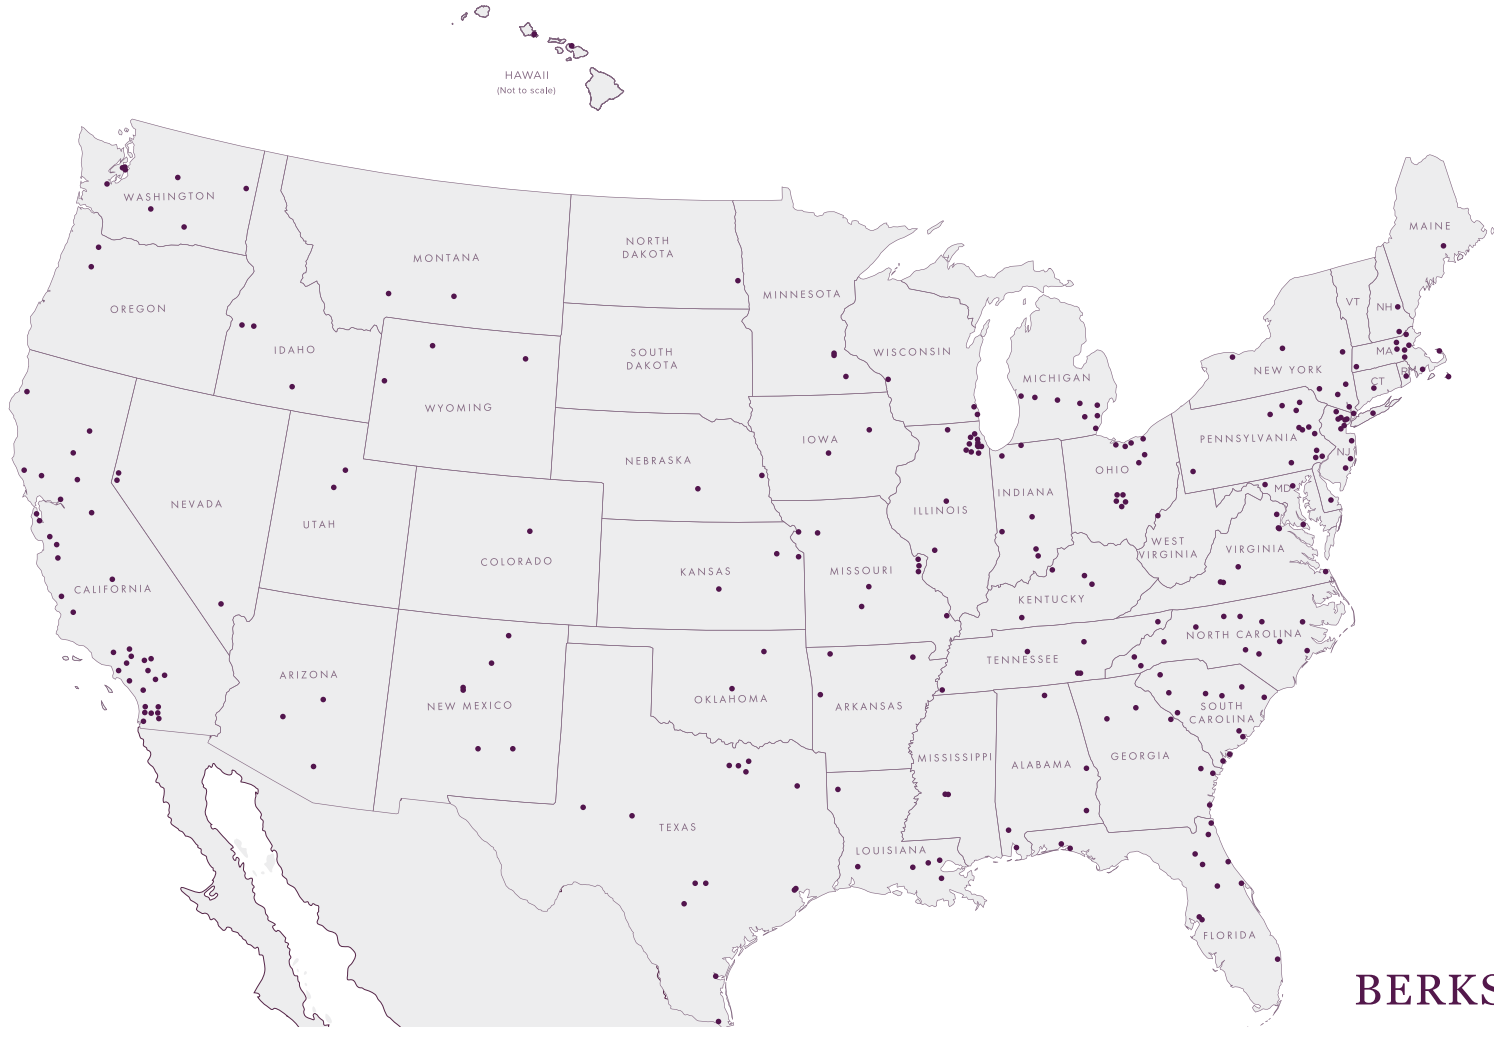 HAWAII
(Not to scale)
WASHINGTON
MAINE
MONTANA
NORTH
DAKOTA
MINNESOTA
OREGON
VT
NH
IDAHO
SOUTH
DAKOTA
WISCONSIN
MA
MICHIGAN
NEW YORK
CT
WYOMING
IOWA
PENNSYLVANIA
NJ
NEBRASKA
OHIO
NEVADA
UTAH
ILLINOIS
INDIANA
MD
COLORADO
KANSAS
MISSOURI
WEST
VIRGINIA
VIRGINIA
CALIFORNIA
KENTUCKY
NORTH CAROLINA
ARIZONA
TENNESSEE
NEW MEXICO
OKLAHOMA
ARKANSAS
SOUTH
CAROLINA
MISSISSIPPI
ALABAMA
GEORGIA
TEXAS
LOUISIANA
FLORIDA
BERKS